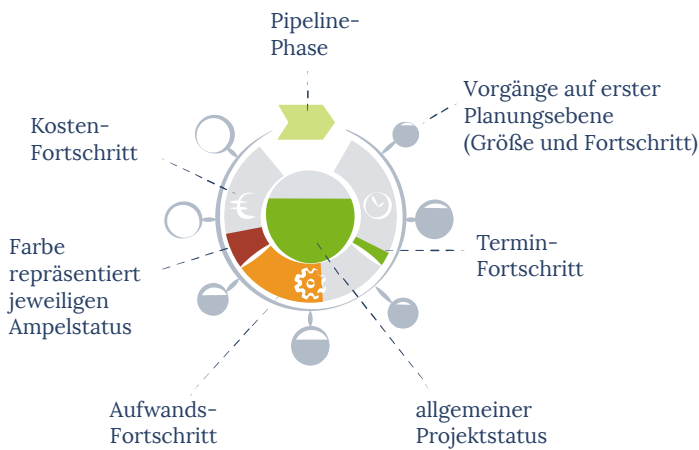 Pipeline-
Phase
Vorgänge auf erster
Planungsebene
(Größe und Fortschritt)
Kosten-
Fortschritt
€
Farbe
repräsentiert
jeweiligen
Ampelstatus
Termin-
Fortschritt
Aufwands-
Fortschritt
allgemeiner
Projektstatus